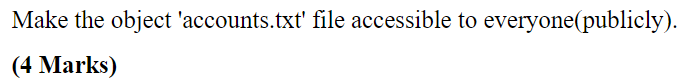 Make the object 'accounts.txt' file accessible to everyone(publicly).
(4 Marks)